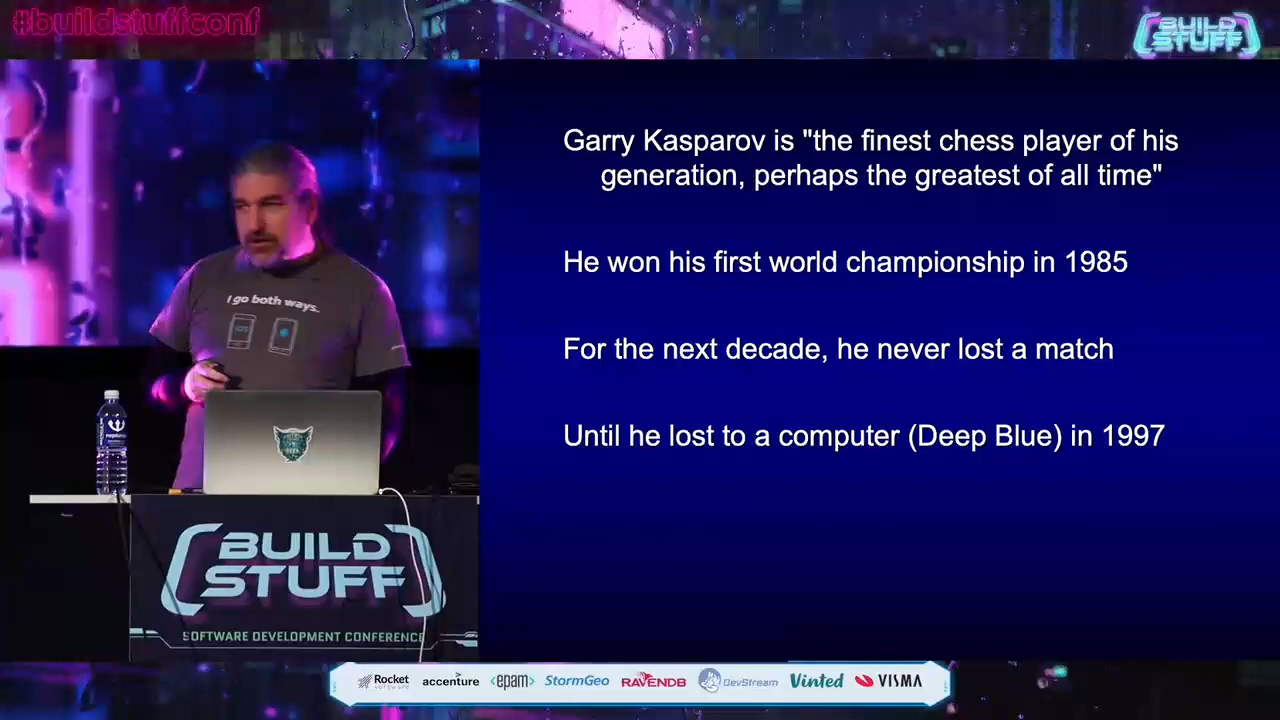 #buildstuffconf
BUILD
STUFF
Garry Kasparov is "the finest chess player of his
generation, perhaps the greatest of all time"
He won his first world championship in 1985
For the next decade, he never lost a match
Until he lost to a computer (Deep Blue) in 1997
I go both ways.
BUILD
STUFF
SOFTWARE DEVELOPMENT CONFERENCE
Rocket
software
accenture
<epam>
StormGeo
RAVENDB
DevStream
Vinted
VISMA